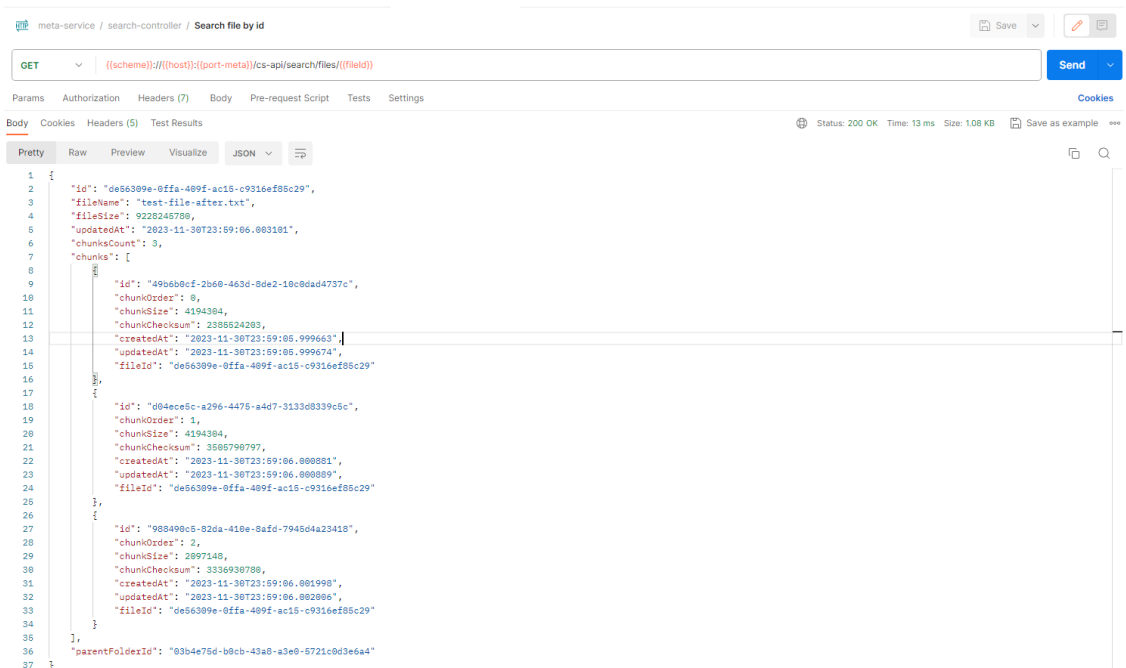 HTTP meta-service / search-controller / Search file by id Save
GET {{scheme}}://{{host}}:{{port-meta}}/cs-api/search/files/{{fileId}} Send
Params Authorization Headers (7) Body Pre-request Script Tests Settings Cookies
Body Cookies Headers (5) Test Results Status: 200 OK Time: 13 ms Size: 1.08 KB Save as example
Pretty Raw Preview Visualize JSON
1 {
2 "id": "de56309e-0ffa-409f-ac15-c9316ef85c29",
3 "fileName": "test-file-after.txt",
4 "fileSize": 9228245780,
5 "updatedAt": "2023-11-30T23:59:06.003101",
6 "chunksCount": 3,
7 "chunks": [
8 {
9 "id": "49b6b0cf-2b60-463d-8de2-10c0dad4737c",
10 "chunkOrder": 0,
11 "chunkSize": 4194304,
12 "chunkChecksum": 2385524203,
13 "createdAt": "2023-11-30T23:59:05.999663",
14 "updatedAt": "2023-11-30T23:59:05.999674",
15 "fileId": "de56309e-0ffa-409f-ac15-c9316ef85c29"
16 },
17 {
18 "id": "d04ece5c-a296-4475-a4d7-3133d8339c5c",
19 "chunkOrder": 1,
20 "chunkSize": 4194304,
21 "chunkChecksum": 3505790797,
22 "createdAt": "2023-11-30T23:59:06.000881",
23 "updatedAt": "2023-11-30T23:59:06.000889",
24 "fileId": "de56309e-0ffa-409f-ac15-c9316ef85c29"
25 },
26 {
27 "id": "988490c5-82da-410e-8afd-7945d4a23418",
28 "chunkOrder": 2,
29 "chunkSize": 2097148,
30 "chunkChecksum": 3336930780,
31 "createdAt": "2023-11-30T23:59:06.001998",
32 "updatedAt": "2023-11-30T23:59:06.002006",
33 "fileId": "de56309e-0ffa-409f-ac15-c9316ef85c29"
34 }
35 ],
36 "parentFolderId": "03b4e75d-b0cb-43a8-a3e0-5721c0d3e6a4"
37 }